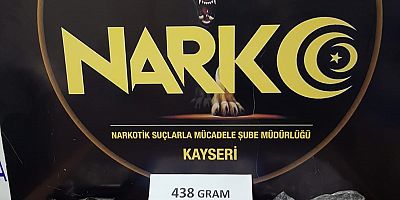 NARKO
NARKOTİK SUÇLARLA MÜCADELE ŞUBE MÜDÜRLÜĞÜ
KAYSERİ
438 GRAM